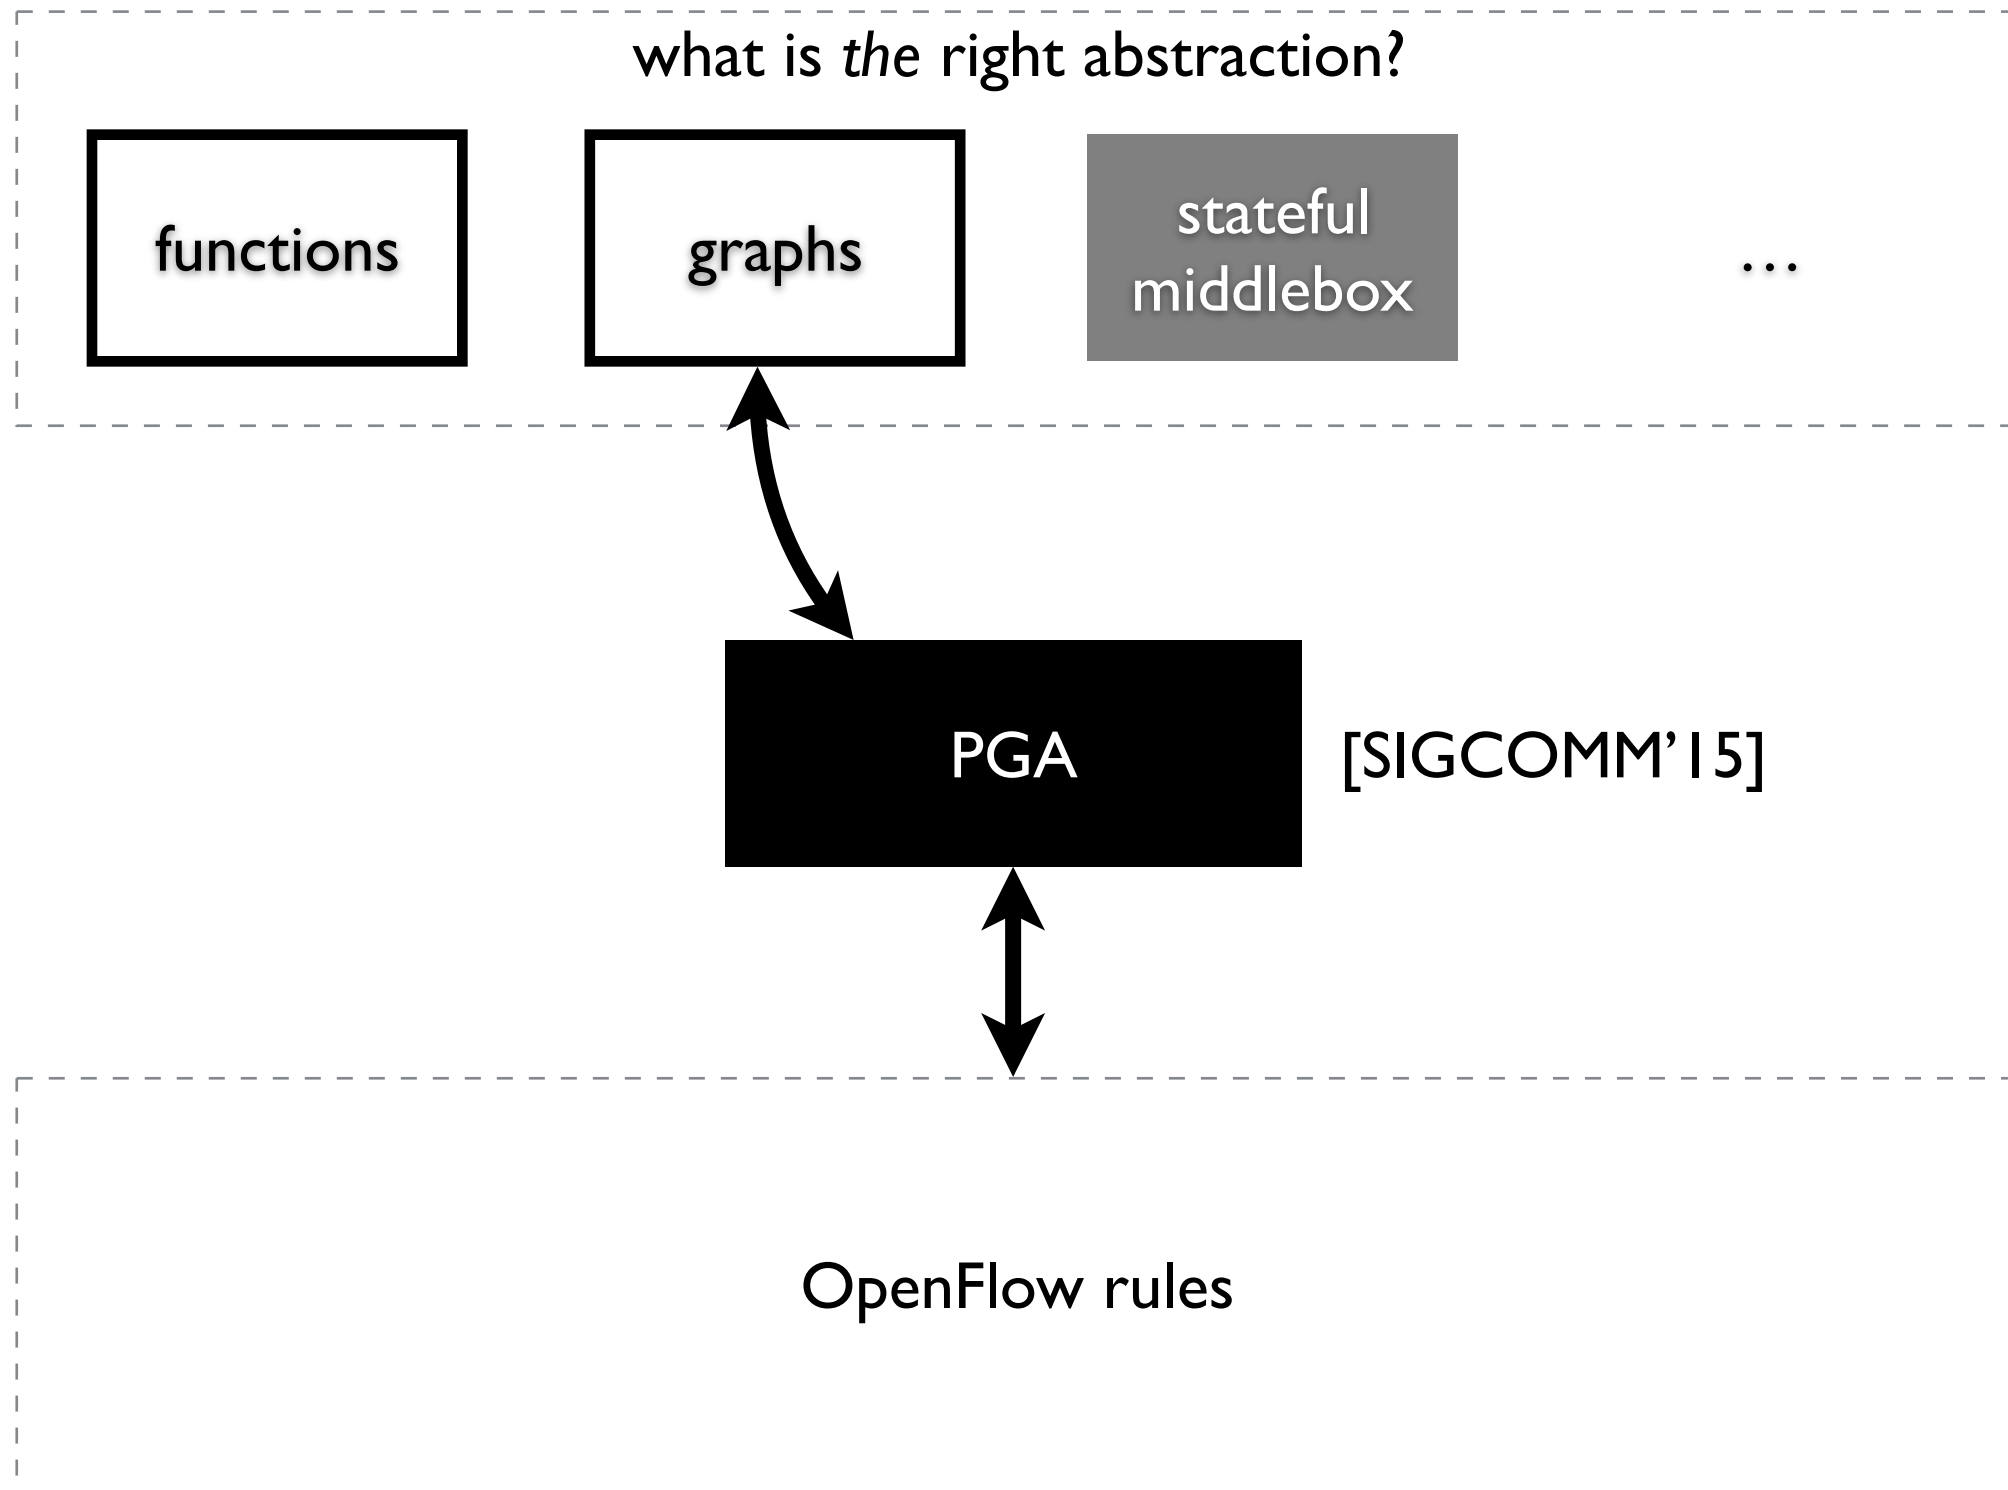 what is the right abstraction?
functions
graphs
stateful
middlebox
…
PGA
[SIGCOMM’15]
OpenFlow rules